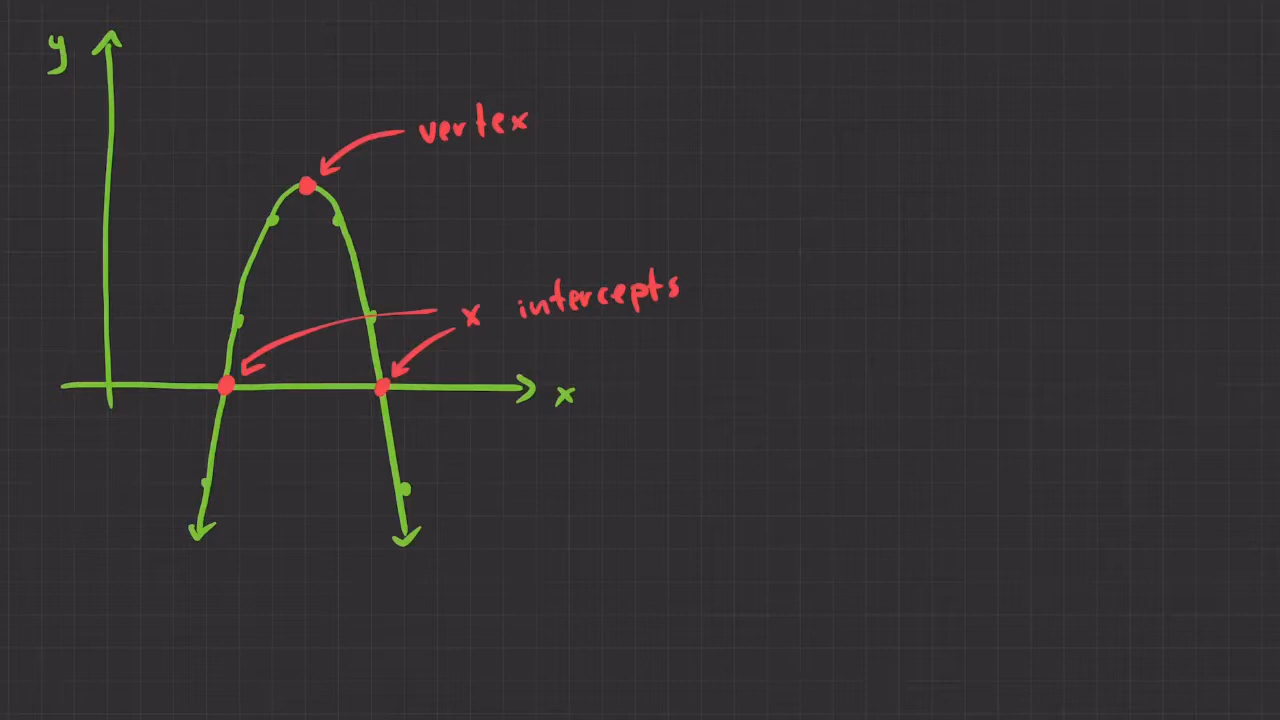 y
vertex
x intercepts
x